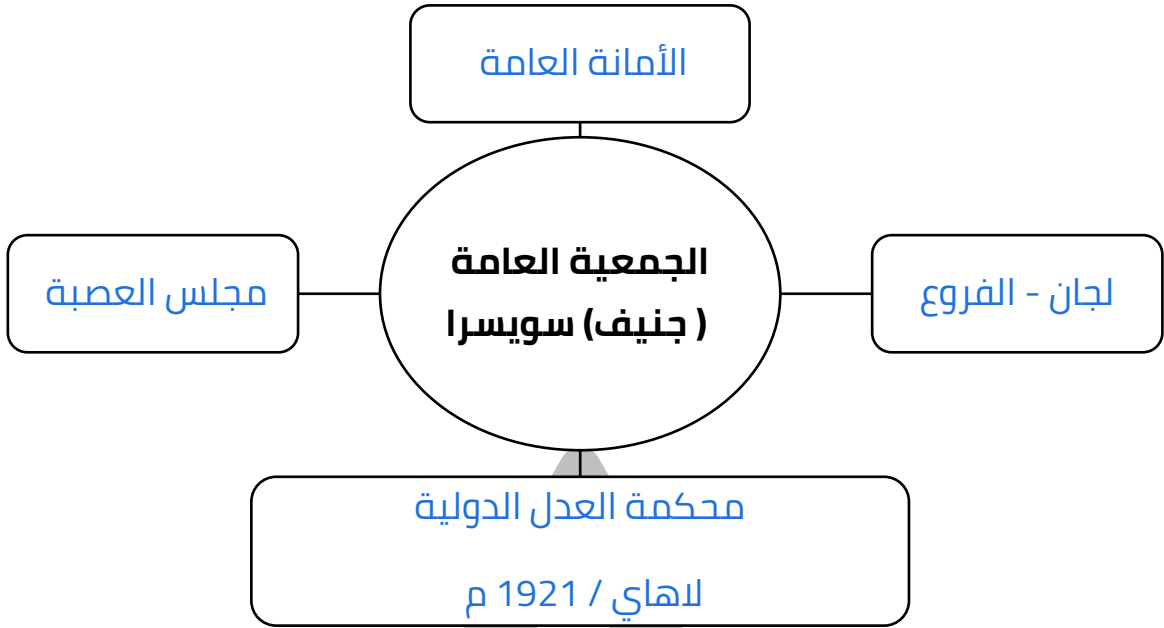 الأمانة العامة
الجمعية العامة
( جنيف) سويسرا
لجان - الفروع
مجلس العصبة
محكمة العدل الدولية
لاهاي / 1921 م